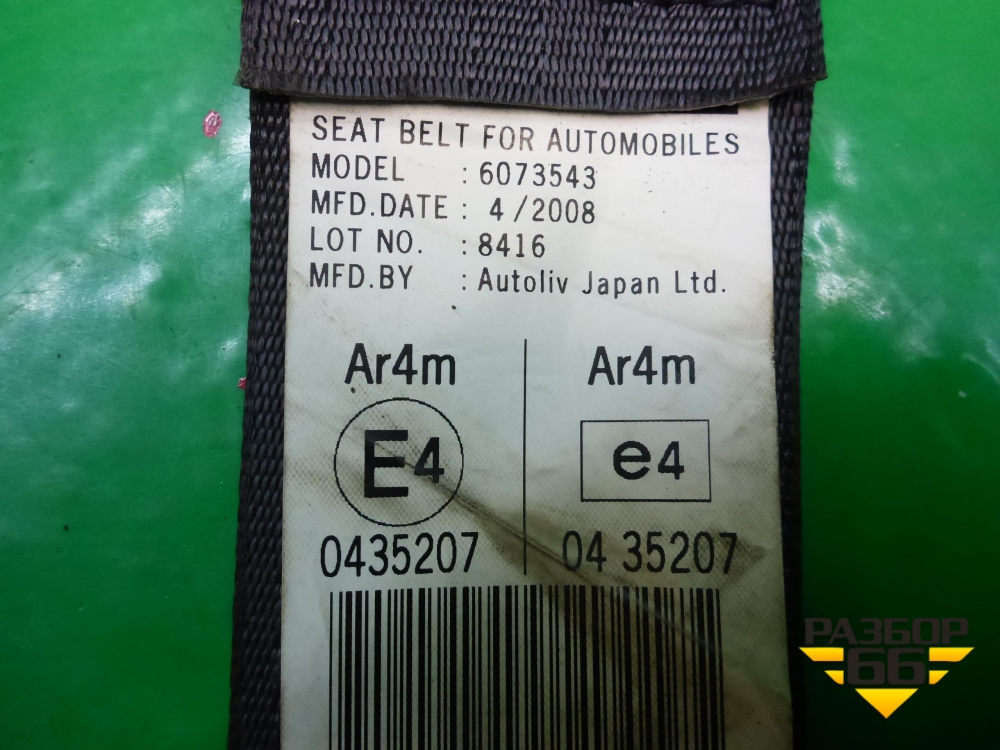 SEAT BELT FOR AUTOMOBILES
MODEL : 6073543
MFD.DATE : 4/2008
LOT NO. : 8416
MFD.BY : Autoliv Japan Ltd.
Ar4m Ar4m
E4 e4
0435207 04 35207
РАЗБОР
66